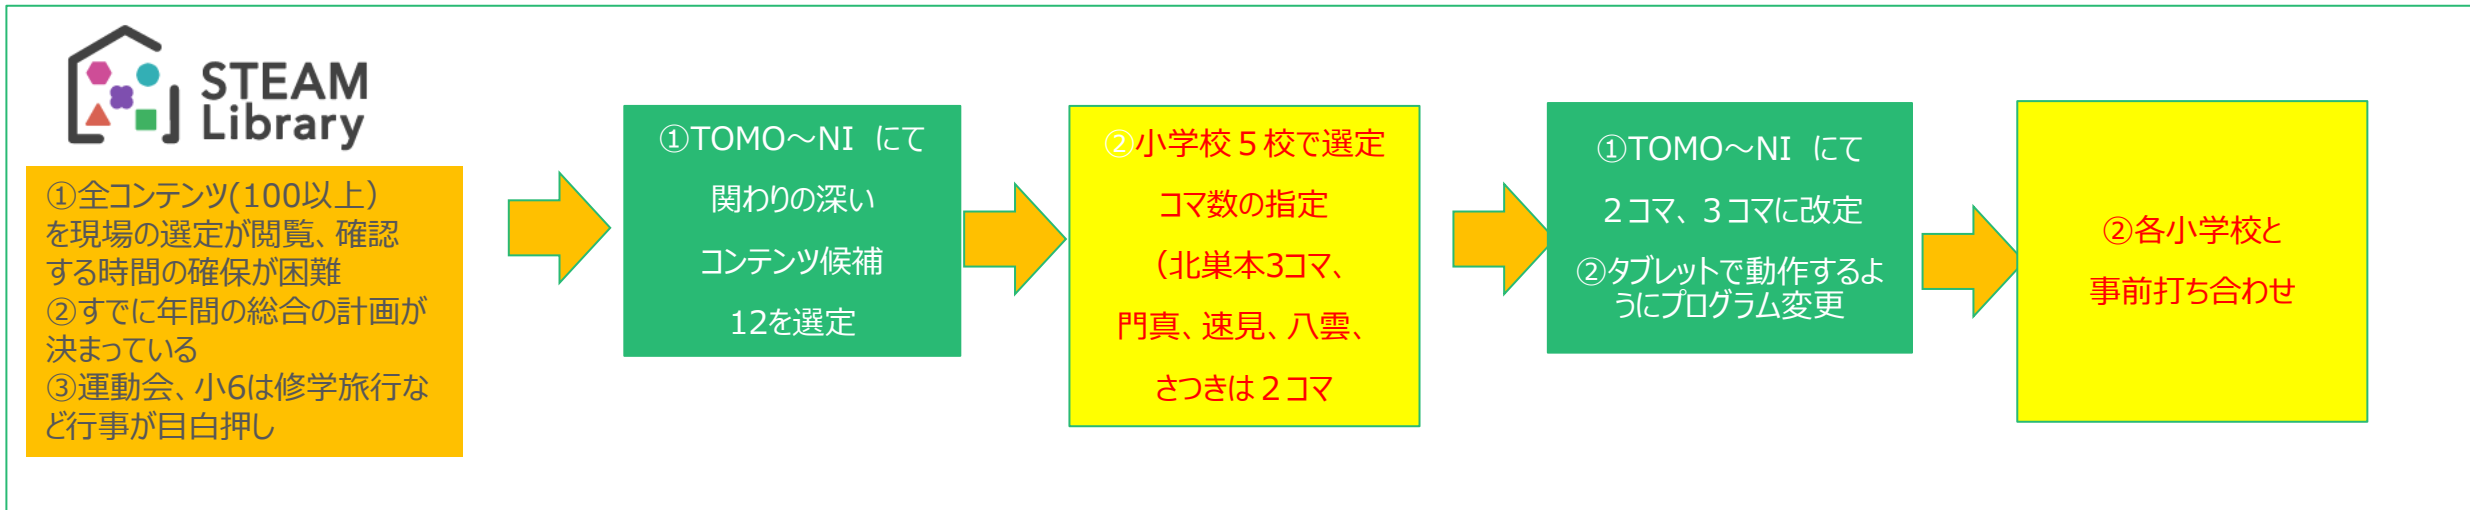 STEAM
Library
①全コンテンツ(100以上)
を現場の選定が閲覧、確認
する時間の確保が困難
②すでに年間の総合の計画が
決まっている
③運動会、小6は修学旅行な
ど行事が目白押し
①TOMO～NI にて
関わりの深い
コンテンツ候補
12を選定
②小学校５校で選定
コマ数の指定
（北巣本3コマ、
門真、速見、八雲、
さつきは２コマ
①TOMO～NI にて
２コマ、３コマに改定
②タブレットで動作するよ
うにプログラム変更
②各小学校と
事前打ち合わせ